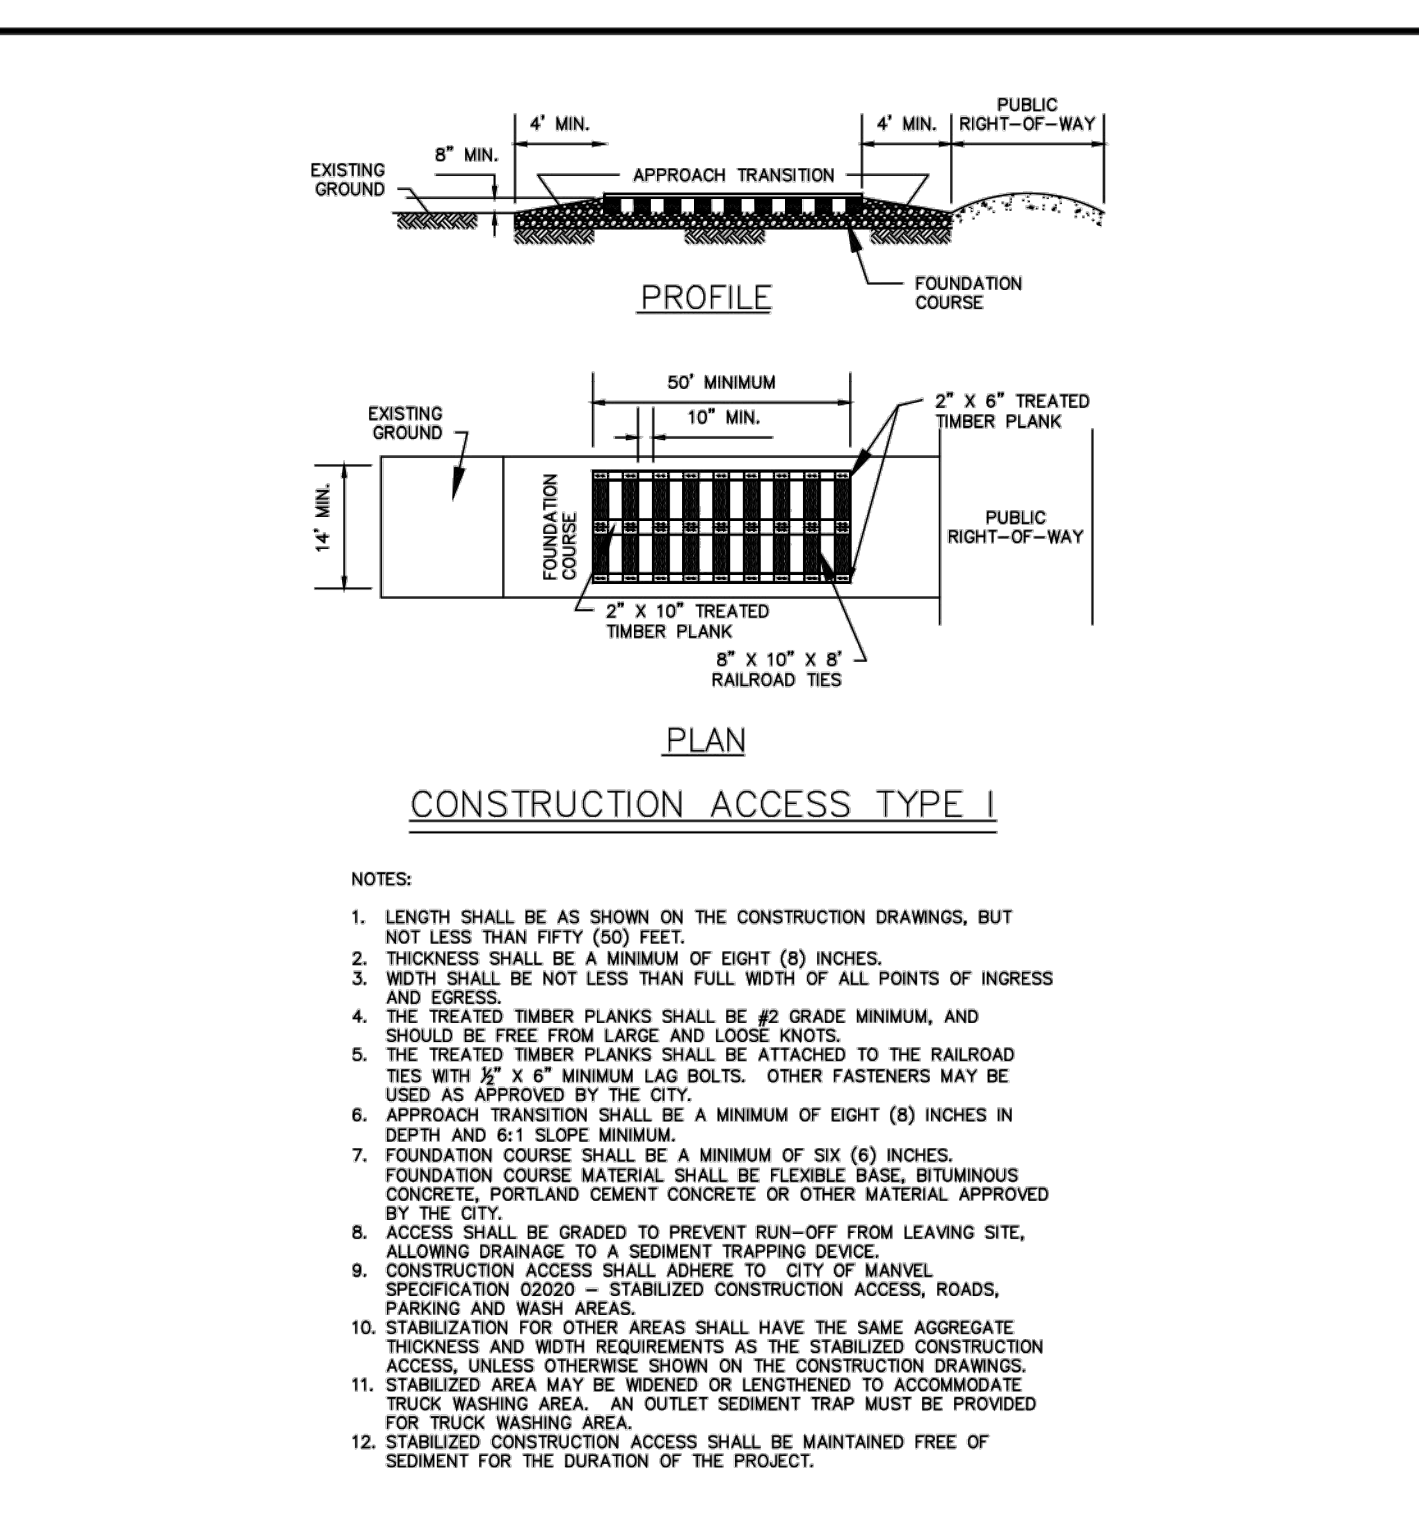 PUBLIC
RIGHT-OF-WAY
4' MIN.
4' MIN.
8" MIN.
EXISTING
GROUND
APPROACH TRANSITION
FOUNDATION
COURSE
PROFILE
50' MINIMUM
2" X 6" TREATED
TIMBER PLANK
10" MIN.
EXISTING
GROUND
14' MIN.
FOUNDATION
COURSE
PUBLIC
RIGHT-OF-WAY
2" X 10" TREATED
TIMBER PLANK
8" X 10" X 8'
RAILROAD TIES
PLAN
CONSTRUCTION ACCESS TYPE I
NOTES:
1. LENGTH SHALL BE AS SHOWN ON THE CONSTRUCTION DRAWINGS, BUT
NOT LESS THAN FIFTY (50) FEET.
2. THICKNESS SHALL BE A MINIMUM OF EIGHT (8) INCHES.
3. WIDTH SHALL BE NOT LESS THAN FULL WIDTH OF ALL POINTS OF INGRESS
AND EGRESS.
4. THE TREATED TIMBER PLANKS SHALL BE #2 GRADE MINIMUM, AND
SHOULD BE FREE FROM LARGE AND LOOSE KNOTS.
5. THE TREATED TIMBER PLANKS SHALL BE ATTACHED TO THE RAILROAD
TIES WITH ½" X 6" MINIMUM LAG BOLTS. OTHER FASTENERS MAY BE
USED AS APPROVED BY THE CITY.
6. APPROACH TRANSITION SHALL BE A MINIMUM OF EIGHT (8) INCHES IN
DEPTH AND 6:1 SLOPE MINIMUM.
7. FOUNDATION COURSE SHALL BE A MINIMUM OF SIX (6) INCHES.
FOUNDATION COURSE MATERIAL SHALL BE FLEXIBLE BASE, BITUMINOUS
CONCRETE, PORTLAND CEMENT CONCRETE OR OTHER MATERIAL APPROVED
BY THE CITY.
8. ACCESS SHALL BE GRADED TO PREVENT RUN-OFF FROM LEAVING SITE,
ALLOWING DRAINAGE TO A SEDIMENT TRAPPING DEVICE.
9. CONSTRUCTION ACCESS SHALL ADHERE TO CITY OF MANVEL
SPECIFICATION 02020 - STABILIZED CONSTRUCTION ACCESS, ROADS,
PARKING AND WASH AREAS.
10. STABILIZATION FOR OTHER AREAS SHALL HAVE THE SAME AGGREGATE
THICKNESS AND WIDTH REQUIREMENTS AS THE STABILIZED CONSTRUCTION
ACCESS, UNLESS OTHERWISE SHOWN ON THE CONSTRUCTION DRAWINGS.
11. STABILIZED AREA MAY BE WIDENED OR LENGTHENED TO ACCOMMODATE
TRUCK WASHING AREA. AN OUTLET SEDIMENT TRAP MUST BE PROVIDED
FOR TRUCK WASHING AREA.
12. STABILIZED CONSTRUCTION ACCESS SHALL BE MAINTAINED FREE OF
SEDIMENT FOR THE DURATION OF THE PROJECT.